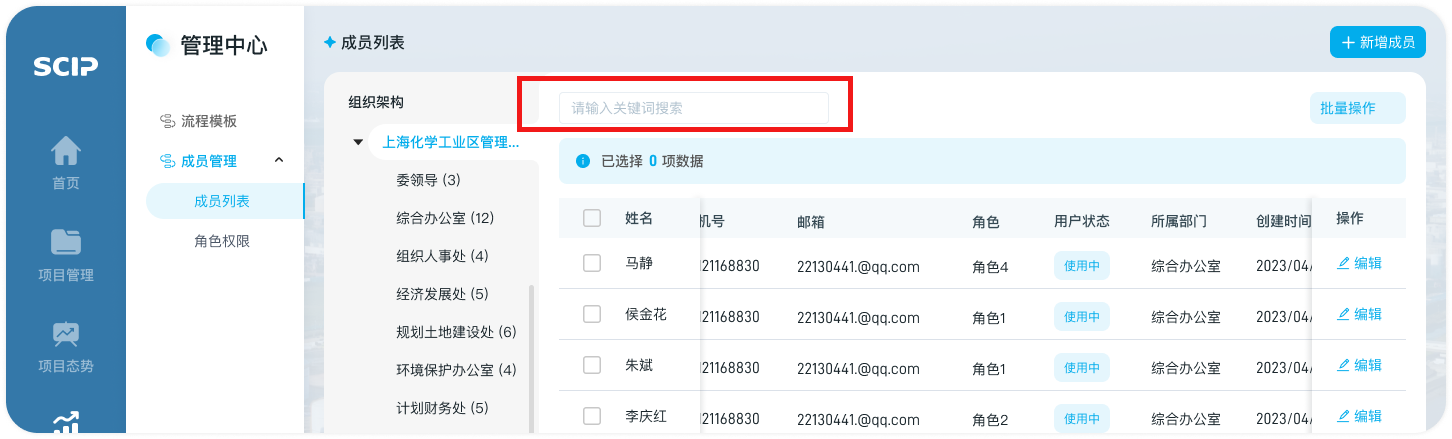 SCIP
首页
项目管理
项目态势
管理中心
流程模板
成员管理
成员列表
角色权限
成员列表
新增成员
组织架构
上海化学工业区管理...
委领导 (3)
综合办公室 (12)
组织人事处 (4)
经济发展处 (5)
规划土地建设处 (6)
环境保护办公室 (4)
计划财务处 (5)
请输入关键词搜索
批量操作
已选择 0 项数据
姓名 机号 邮箱 角色 用户状态 所属部门 创建时间 操作
马静 121168830 22130441.@qq.com 角色4 使用中 综合办公室 2023/04/ 编辑
侯金花 121168830 22130441.@qq.com 角色1 使用中 综合办公室 2023/04/ 编辑
朱斌 121168830 22130441.@qq.com 角色1 使用中 综合办公室 2023/04/ 编辑
李庆红 121168830 22130441.@qq.com 角色2 使用中 综合办公室 2023/04/ 编辑